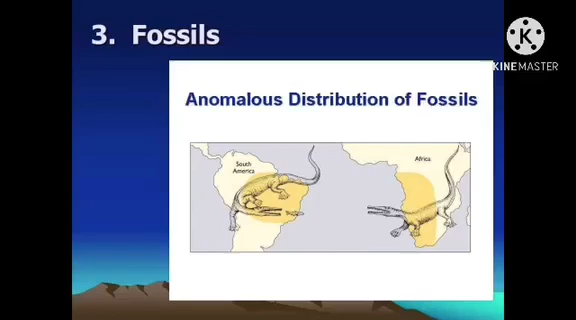 3. Fossils
K
KINEMASTER
Anomalous Distribution of Fossils
South
America
Africa